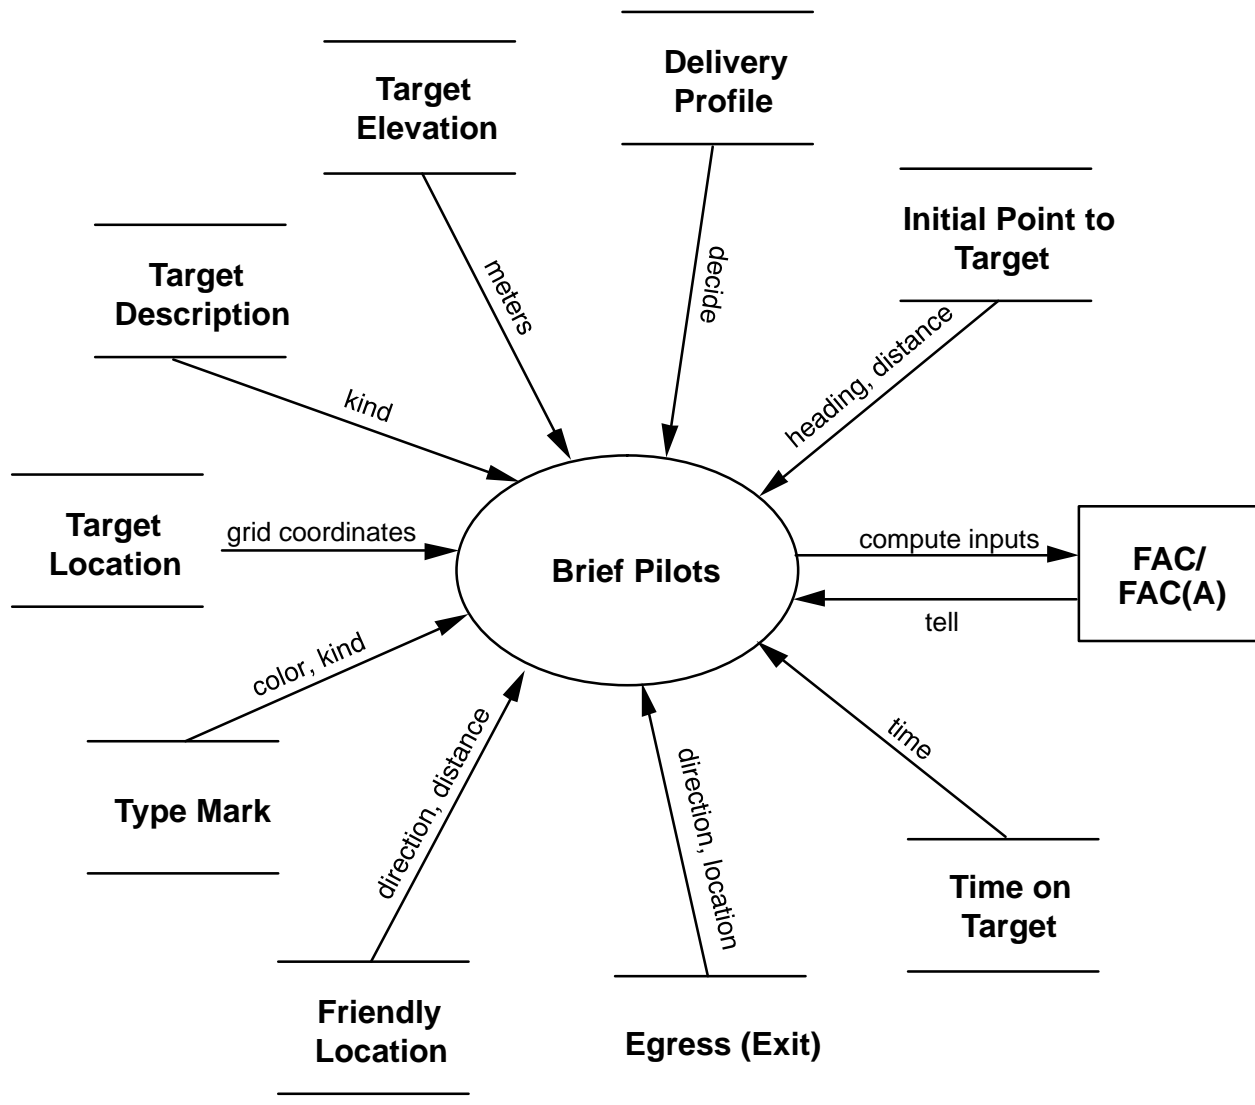 Delivery
Profile
Target
Elevation
Initial Point to
Target
Target
Description
meters
decide
heading, distance
kind
Target
Location
grid coordinates
Brief Pilots
compute inputs
tell
FAC/
FAC(A)
color, kind
Type Mark
direction, distance
direction, location
time
Time on
Target
Friendly
Location
Egress (Exit)